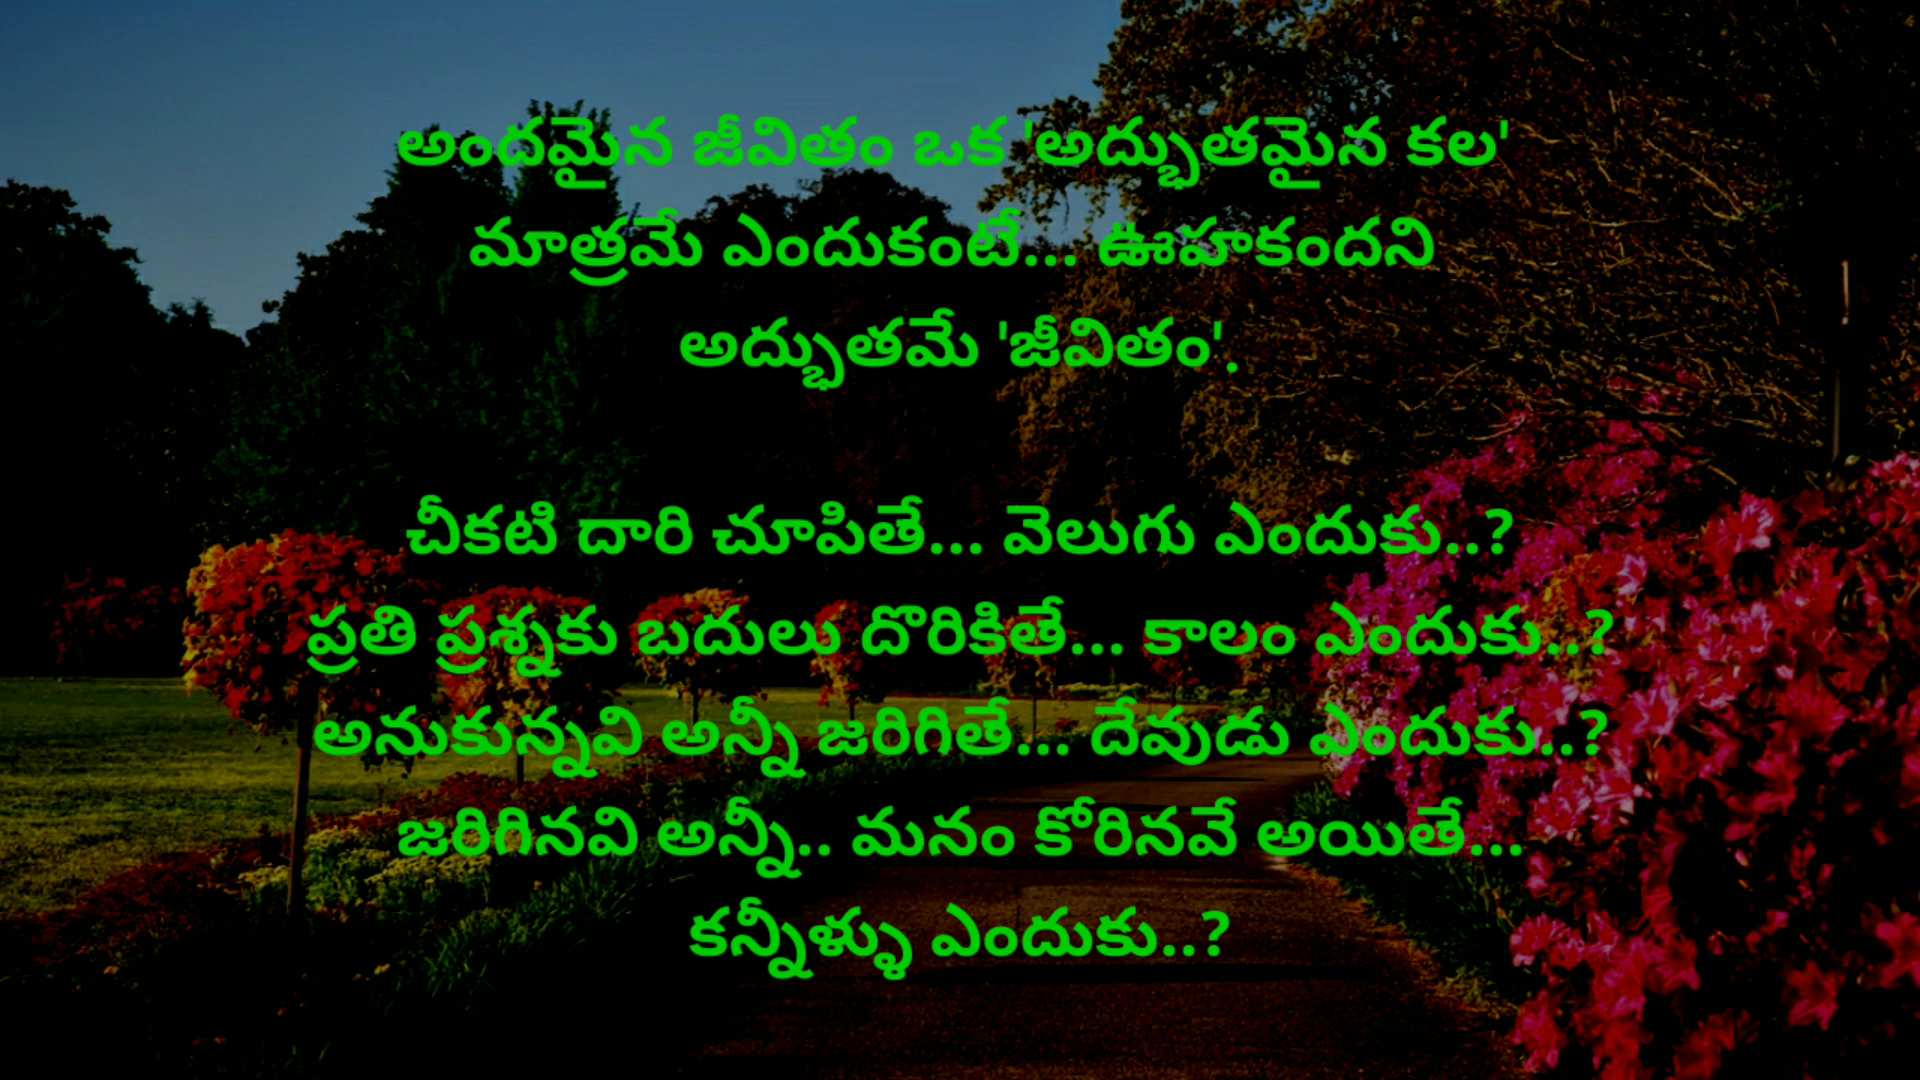 అందమైన జీవితం ఒక 'అద్భుతమైన కల'
మాత్రమే ఎందుకంటే... ఊహకందని
అద్భుతమే 'జీవితం'.
చీకటి దారి చూపితే... వెలుగు ఎందుకు..?
ప్రతి ప్రశ్నకు బదులు దొరికితే... కాలం ఎందుకు..?
అనుకున్నవి అన్నీ జరిగితే... దేవుడు ఎందుకు..?
జరిగినవి అన్నీ.. మనం కోరినవే అయితే...
కన్నీళ్ళు ఎందుకు..?